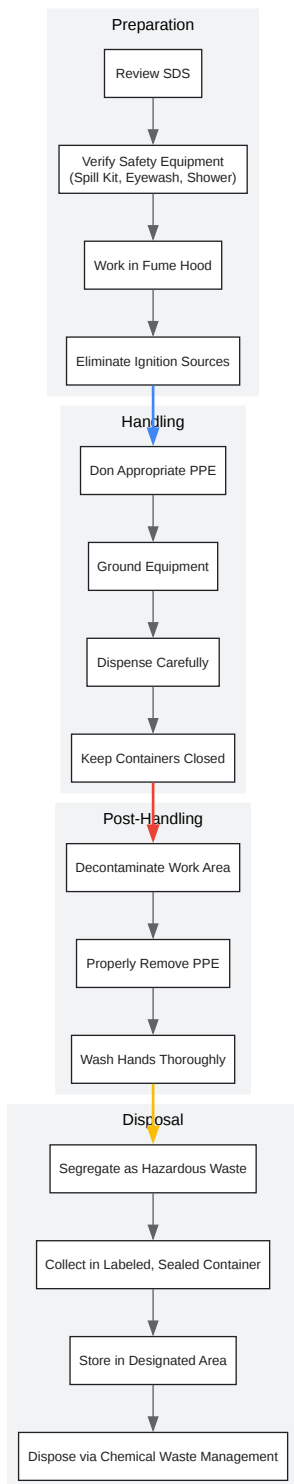 Preparation
Review SDS
Verify Safety Equipment
(Spill Kit, Eyewash, Shower)
Work in Fume Hood
Eliminate Ignition Sources
Handling
Don Appropriate PPE
Ground Equipment
Dispense Carefully
Keep Containers Closed
Post-Handling
Decontaminate Work Area
Properly Remove PPE
Wash Hands Thoroughly
Disposal
Segregate as Hazardous Waste
Collect in Labeled, Sealed Container
Store in Designated Area
Dispose via Chemical Waste Management